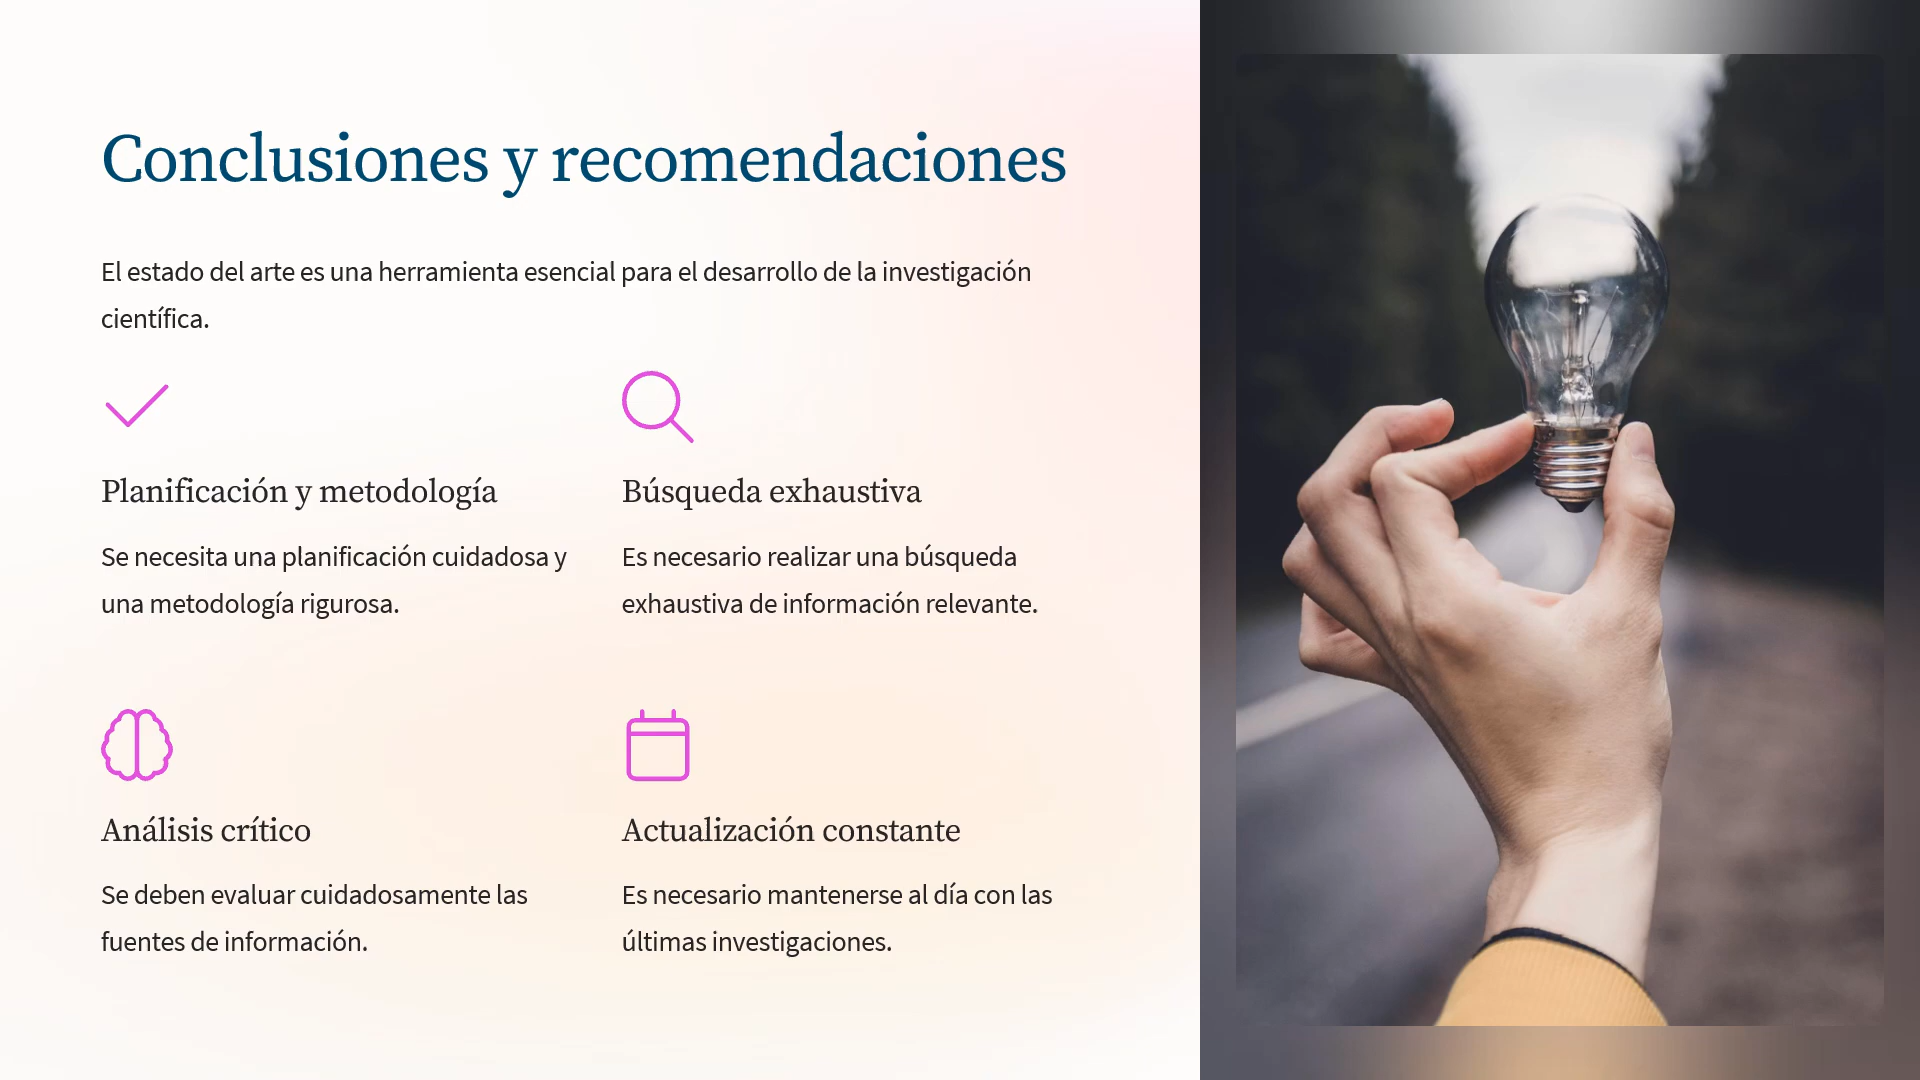 Conclusiones y recomendaciones
El estado del arte es una herramienta esencial para el desarrollo de la investigación
científica.
Planificación y metodología
Se necesita una planificación cuidadosa y
una metodología rigurosa.
Búsqueda exhaustiva
Es necesario realizar una búsqueda
exhaustiva de información relevante.
Análisis crítico
Se deben evaluar cuidadosamente las
fuentes de información.
Actualización constante
Es necesario mantenerse al día con las
últimas investigaciones.